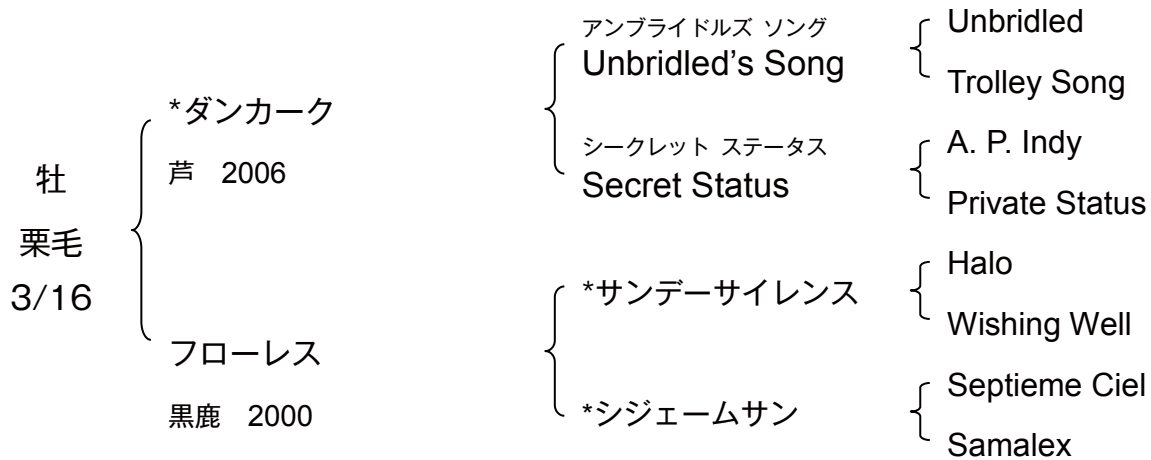 牡
栗毛
3/16
*ダンカーク
芦 2006
フローレス
黒鹿 2000
アンブライドルズ ソング
Unbridled's Song
シークレット ステータス
Secret Status
*サンデーサイレンス
*シジェームサン
Unbridled
Trolley Song
A. P. Indy
Private Status
Halo
Wishing Well
Septieme Ciel
Samalex